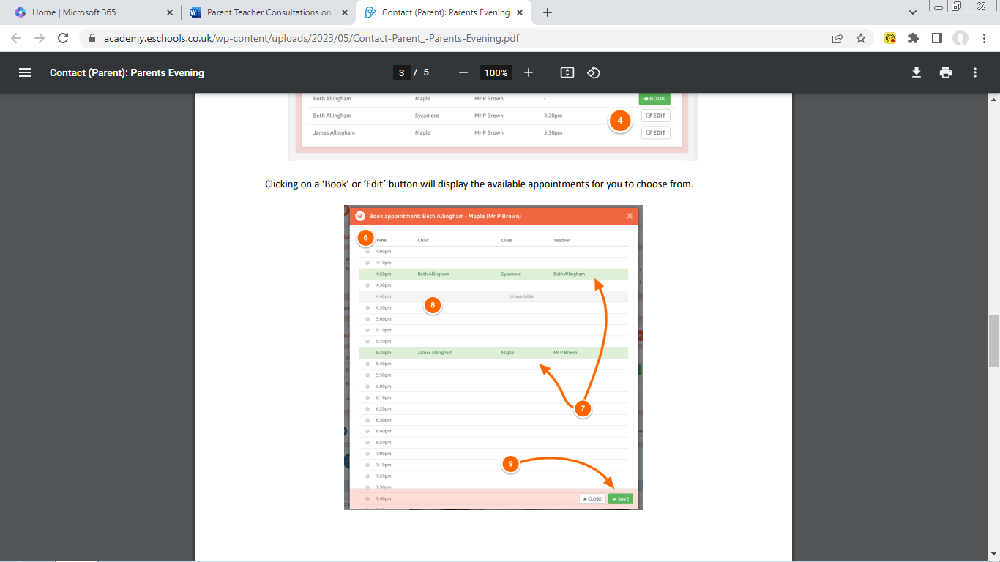 Home | Microsoft 365
Parent Teacher Consultations on
Contact (Parent): Parents Evening
academy.eschools.co.uk/wp-content/uploads/2023/05/Contact-Parent_-Parents-Evening.pdf
Contact (Parent): Parents Evening
3 / 5
100%
Beth Allingham Maple Mr P Brown - BOOK
Beth Allingham Sycamore Mr P Brown 4:20pm 4 EDIT
James Allingham Maple Mr P Brown 5:30pm EDIT
Clicking on a ‘Book’ or ‘Edit’ button will display the available appointments for you to choose from.
Book appointment: Beth Allingham - Maple (Mr P Brown)
6 Time Child Class Teacher
4:00pm
4:10pm
4:20pm Beth Allingham Sycamore Beth Allingham
4:30pm
4:40pm Unavailable
8
4:50pm
5:00pm
5:10pm
5:20pm
5:30pm James Allingham Maple Mr P Brown
5:40pm
5:50pm
6:00pm
6:10pm
7
6:20pm
6:30pm
6:40pm
6:50pm
7:00pm
7:10pm
9
7:20pm
7:30pm
7:40pm CLOSE SAVE